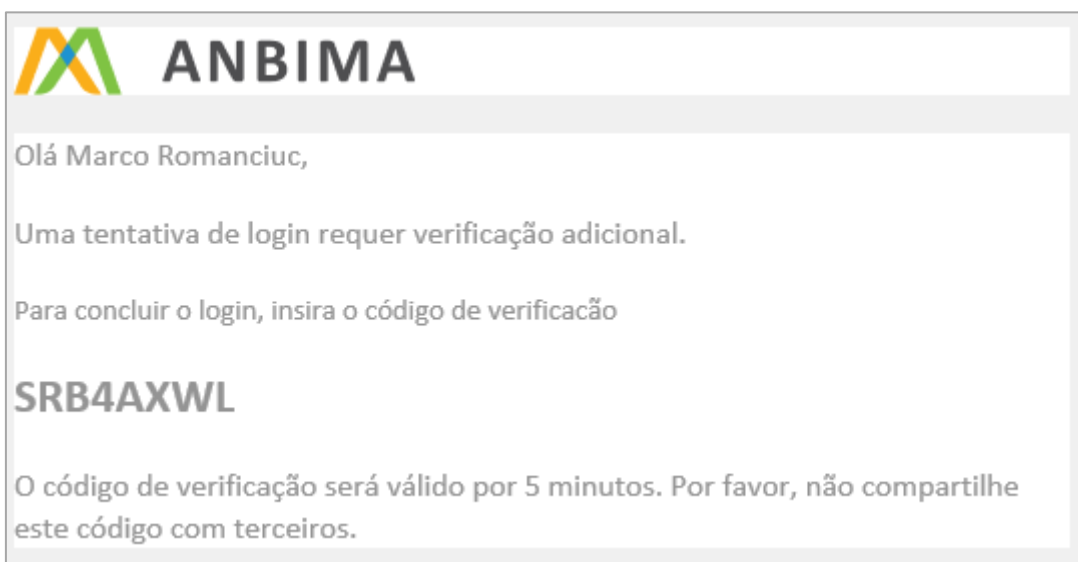 ANBIMA
Olá Marco Romanciuc,
Uma tentativa de login requer verificação adicional.
Para concluir o login, insira o código de verificacão
SRB4AXWL
O código de verificação será válido por 5 minutos. Por favor, não compartilhe
este código com terceiros.